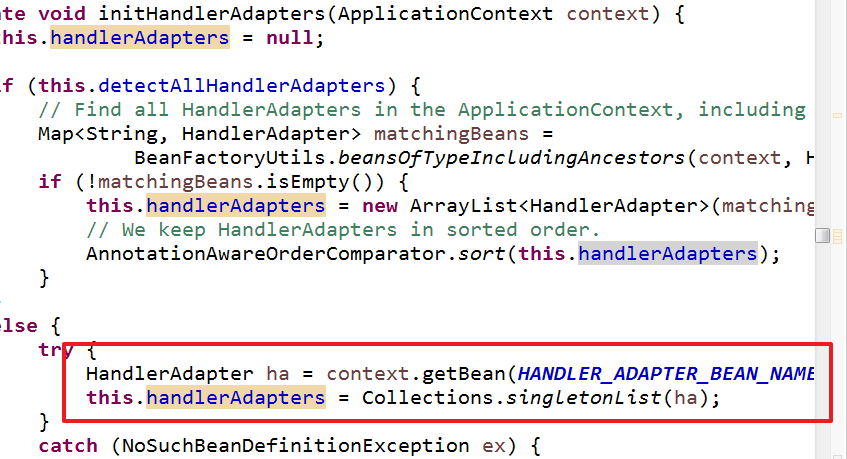 ate void initHandlerAdapters(ApplicationContext context) {
this.handlerAdapters = null;
if (this.detectAllHandlerAdapters) {
// Find all HandlerAdapters in the ApplicationContext, including
Map<String, HandlerAdapter> matchingBeans =
BeanFactoryUtils.beansOfTypeIncludingAncestors(context, H
if (!matchingBeans.isEmpty()) {
this.handlerAdapters = new ArrayList<HandlerAdapter>(matching
// We keep HandlerAdapters in sorted order.
AnnotationAwareOrderComparator.sort(this.handlerAdapters);
}
else {
try {
HandlerAdapter ha = context.getBean(HANDLER_ADAPTER_BEAN_NAME
this.handlerAdapters = Collections.singletonList(ha);
}
catch (NoSuchBeanDefinitionException ex) {